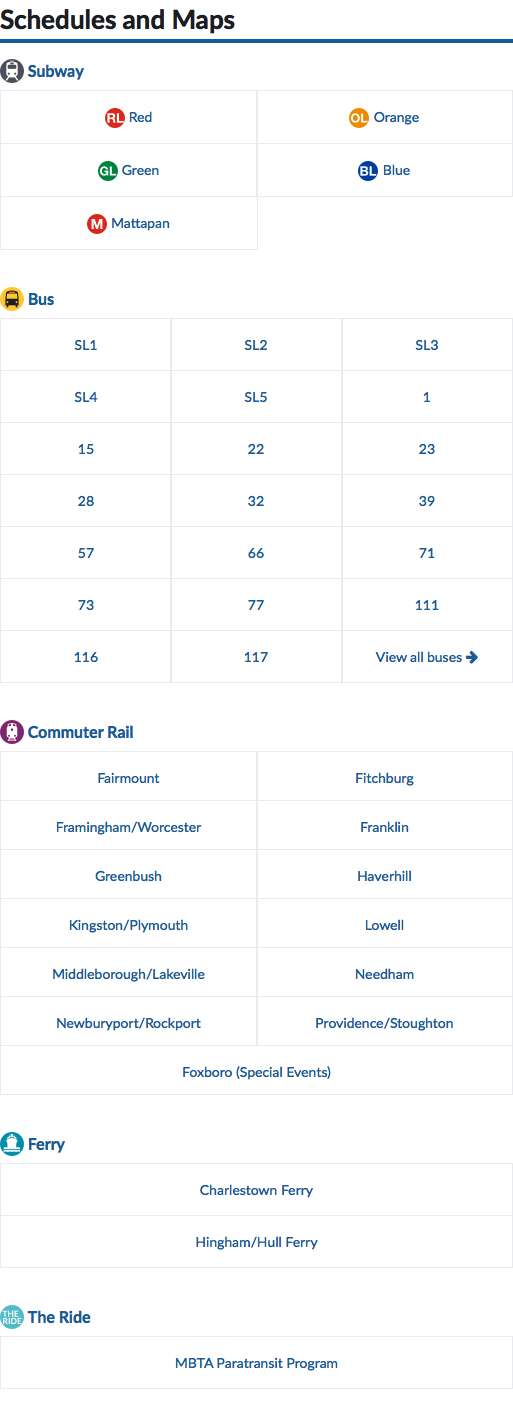 Schedules and Maps
Subway
RL Red
OL Orange
GL Green
BL Blue
M Mattapan
Bus
SL1
SL2
SL3
SL4
SL5
1
15
22
23
28
32
39
57
66
71
73
77
111
116
117
View all buses
Commuter Rail
Fairmount
Fitchburg
Framingham/Worcester
Franklin
Greenbush
Haverhill
Kingston/Plymouth
Lowell
Middleborough/Lakeville
Needham
Newburyport/Rockport
Providence/Stoughton
Foxboro (Special Events)
Ferry
Charlestown Ferry
Hingham/Hull Ferry
THE RIDE The Ride
MBTA Paratransit Program